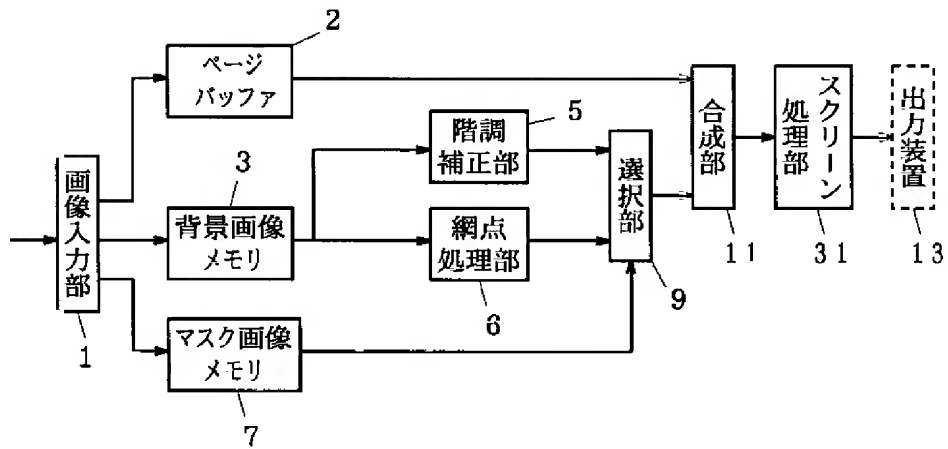 2
ページ
バッファ
5
階調
補正部
3
背景画像
メモリ
網点
処理部
6
マスク画像
メモリ
7
画像入力部
1
選択部
9
合成部
11
スクリーン
処理部
31
出力装置
13